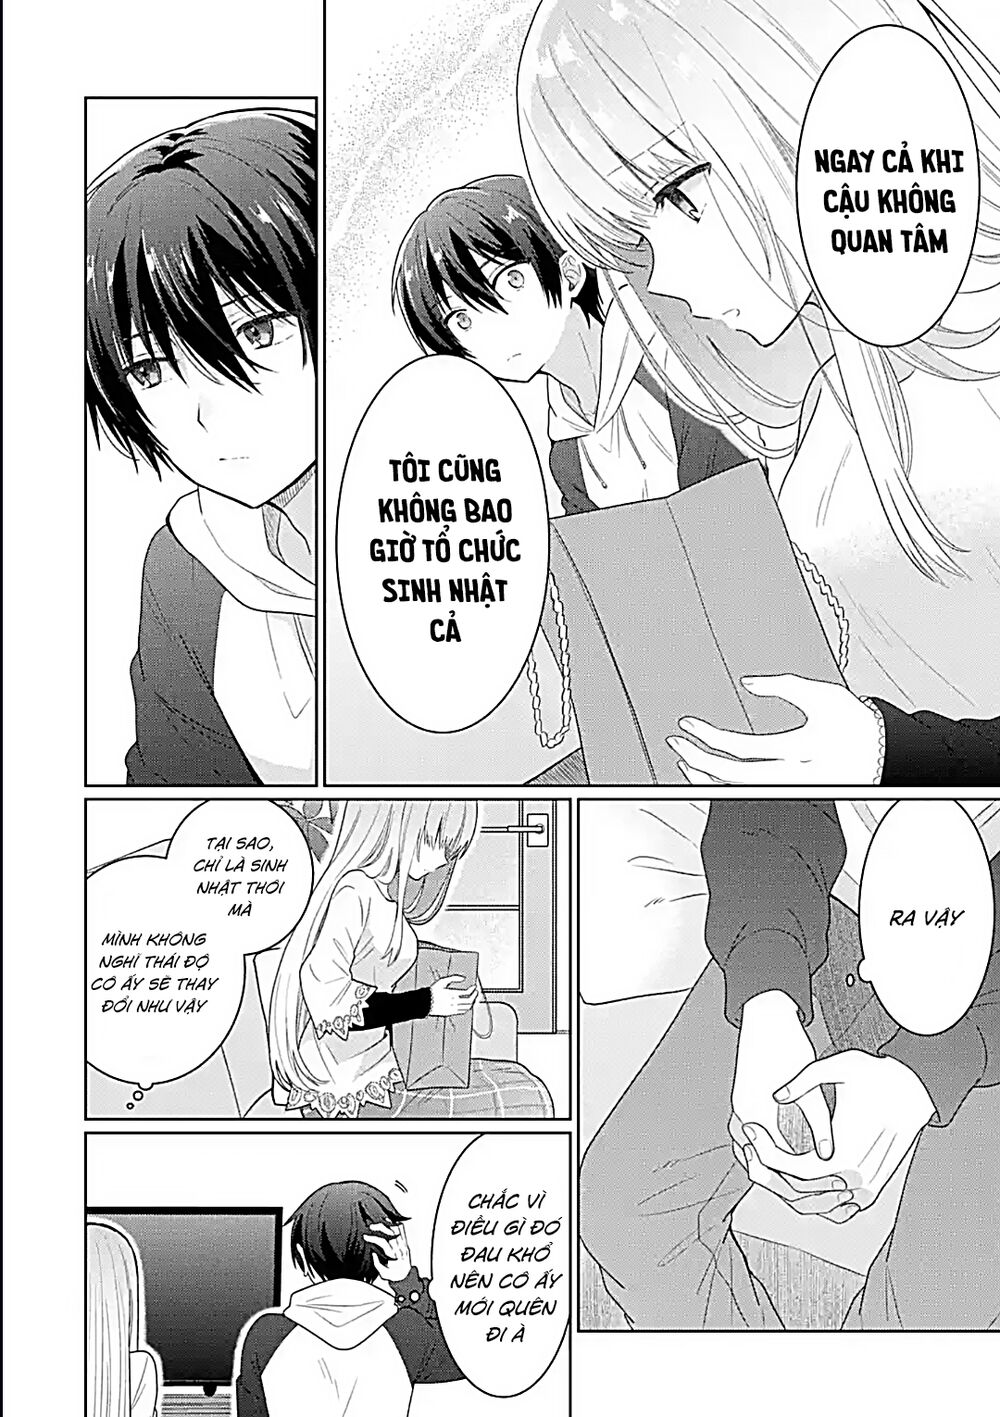 NGAY CẢ KHI
CẬU KHÔNG
QUAN TÂM
TÔI CŨNG
KHÔNG BAO
GIỜ TỔ CHỨC
SINH NHẬT
CẢ
RA VẬY
TẠI SAO,
CHỈ LÀ SINH
NHẬT THÔI
MÀ
MÌNH KHÔNG
NGHĨ THÁI ĐỘ
CÔ ẤY SẼ THAY
ĐỔI NHƯ VẬY
CHẮC VÌ
ĐIỀU GÌ ĐÓ
ĐAU KHỔ
NÊN CÔ ẤY
MỚI QUÊN
ĐI À